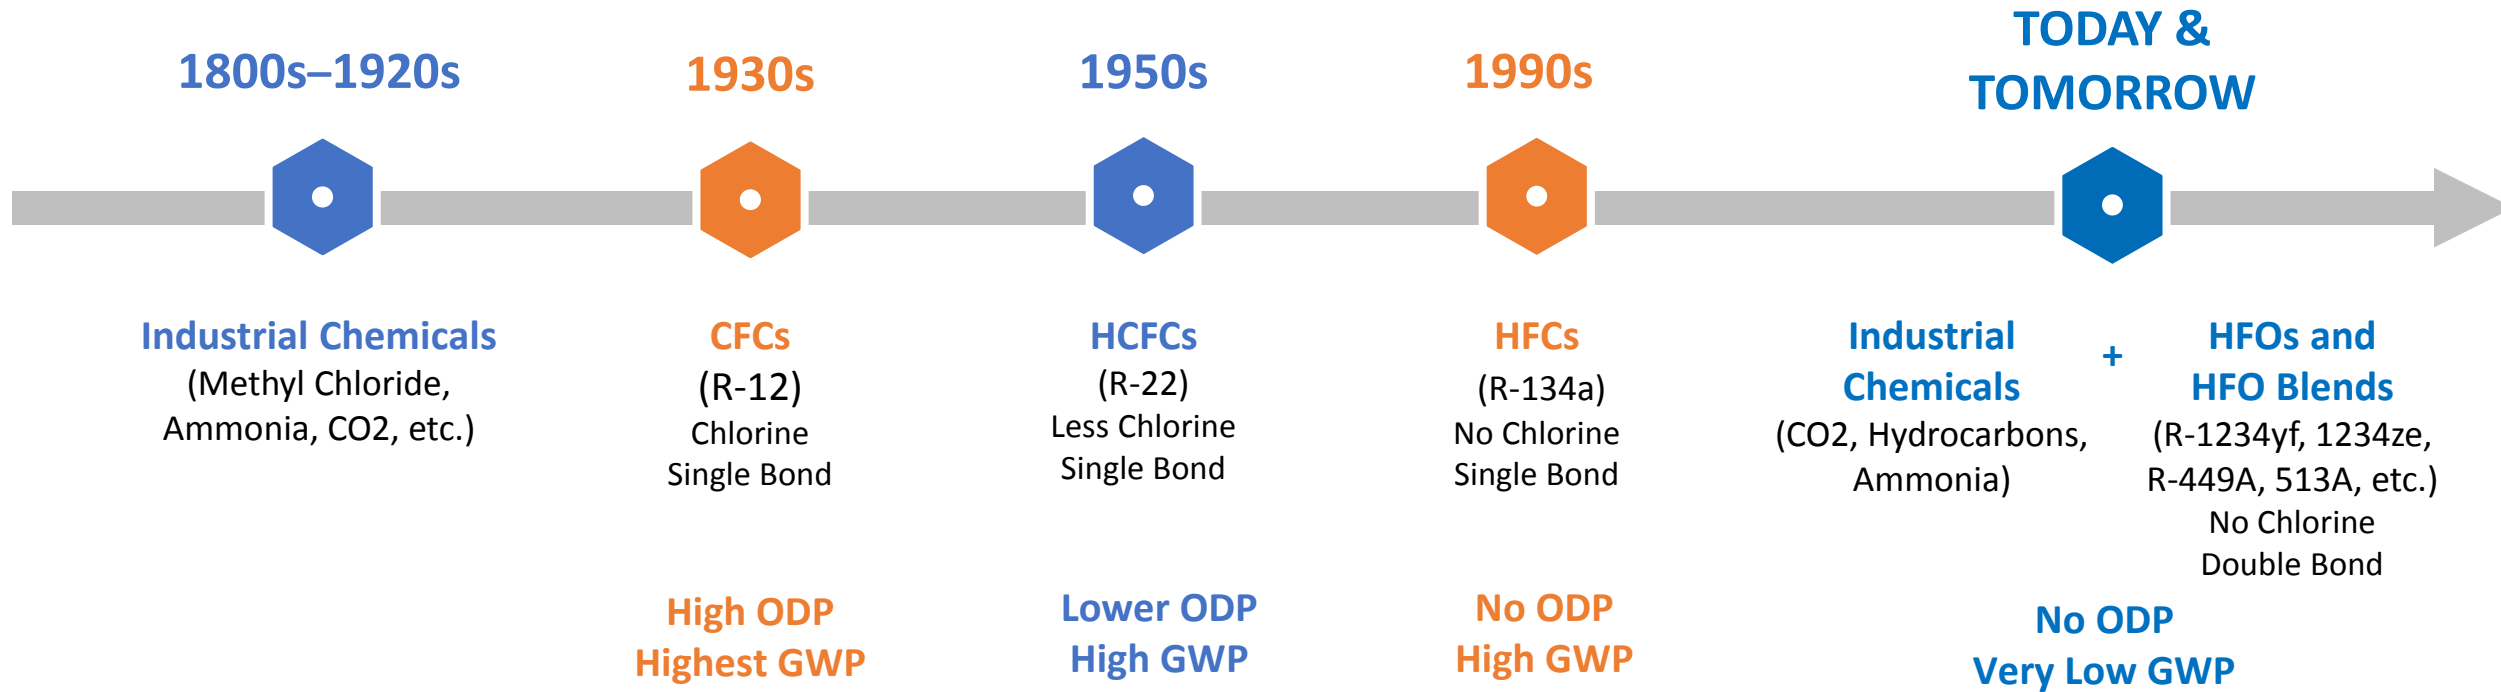 1800s–1920s
Industrial Chemicals
(Methyl Chloride,
Ammonia, CO2, etc.)
1930s
CFCs
(R-12)
Chlorine
Single Bond
High ODP
Highest GWP
1950s
HCFCs
(R-22)
Less Chlorine
Single Bond
Lower ODP
High GWP
1990s
HFCs
(R-134a)
No Chlorine
Single Bond
No ODP
High GWP
TODAY &
TOMORROW
Industrial
Chemicals
(CO2, Hydrocarbons,
Ammonia)
+
HFOs and
HFO Blends
(R-1234yf, 1234ze,
R-449A, 513A, etc.)
No Chlorine
Double Bond
No ODP
Very Low GWP